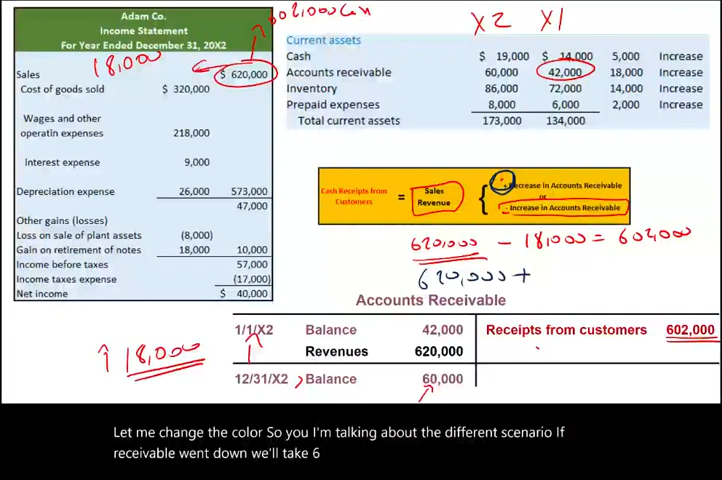 Adam Co.
Income Statement
For Year Ended December 31, 20X2
18,000
Sales $ 620,000
Cost of goods sold $ 320,000
Wages and other
operatin expenses 218,000
Interest expense 9,000
Depreciation expense 26,000 573,000
47,000
Other gains (losses)
Loss on sale of plant assets (8,000)
Gain on retirement of notes 18,000 10,000
Income before taxes 57,000
Income taxes expense (17,000)
Net income $ 40,000
X2 X1
Current assets
Cash $ 19,000 $ 14,000 5,000 Increase
Accounts receivable 60,000 42,000 18,000 Increase
Inventory 86,000 72,000 14,000 Increase
Prepaid expenses 8,000 6,000 2,000 Increase
Total current assets 173,000 134,000
Cash Receipts from
Customers
=
Sales
Revenue
Decrease in Accounts Receivable
or
- Increase in Accounts Receivable
620,000 - 18,000 = 602,000
620,000 +
Accounts Receivable
1/1/X2 Balance 42,000 Receipts from customers 602,000
Revenues 620,000
↑ 18,000
12/31/X2 Balance 60,000
Let me change the color So you I'm talking about the different scenario If
receivable went down we'll take 6